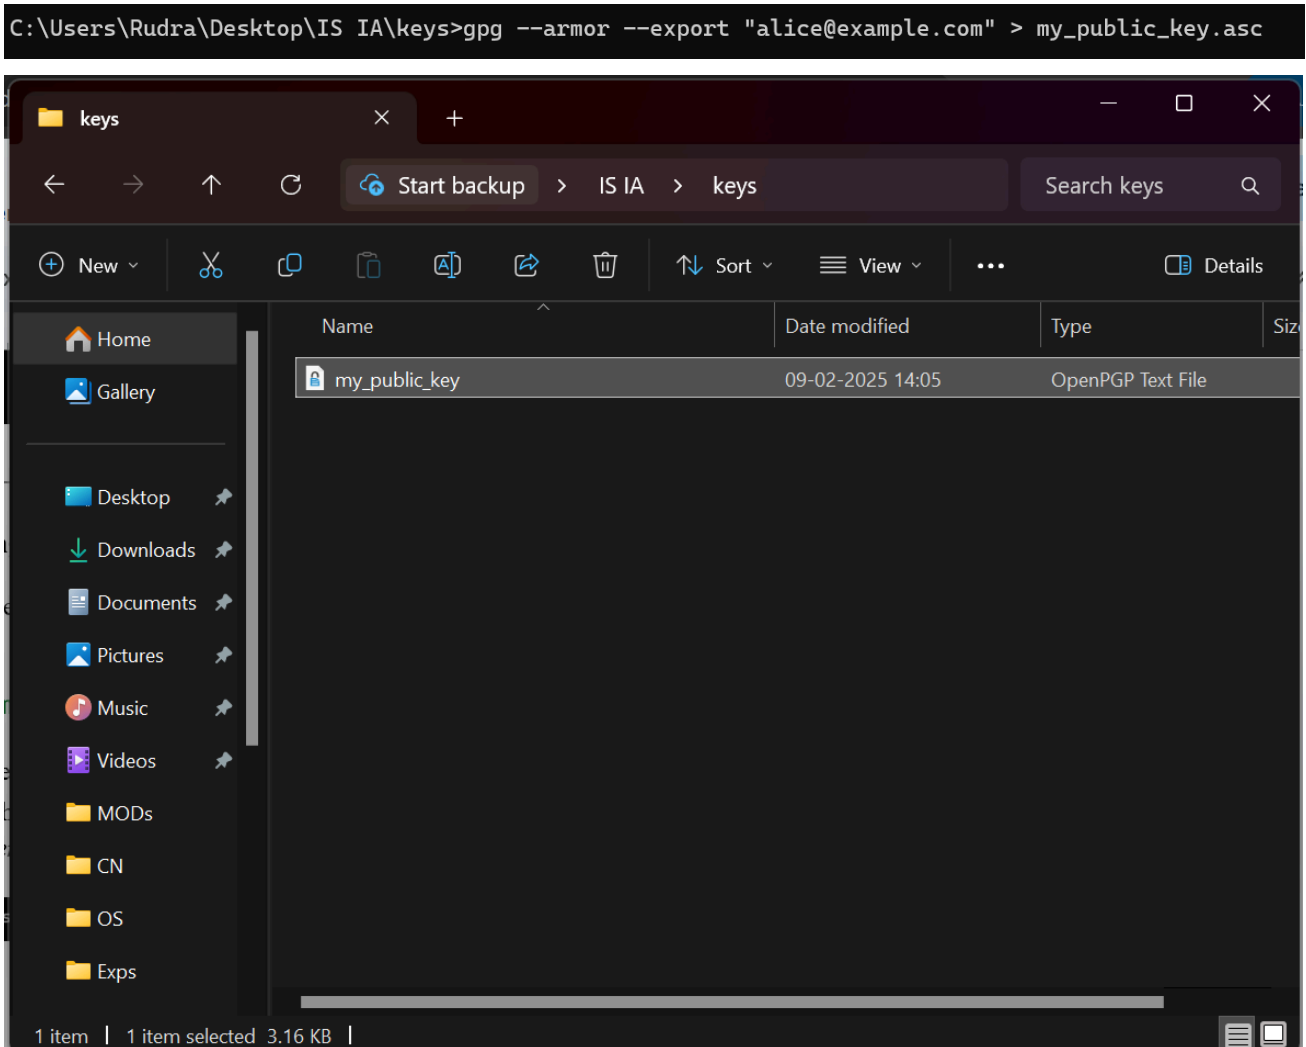 C:\Users\Rudra\Desktop\IS IA\keys>gpg --armor --export "alice@example.com" > my_public_key.asc
keys
Start backup > IS IA > keys
Search keys
New
Sort
View
Details
Name
Date modified
Type
Siz
Home
my_public_key
09-02-2025 14:05
OpenPGP Text File
Gallery
Desktop
Downloads
Documents
Pictures
Music
Videos
MODs
CN
OS
Exps
1 item
1 item selected 3.16 KB